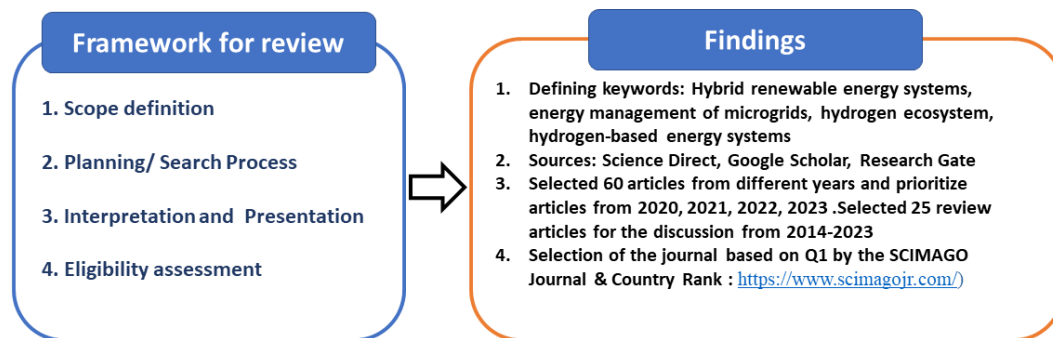 Framework for review
1. Scope definition
2. Planning/ Search Process
3. Interpretation and Presentation
4. Eligibility assessment
Findings
1. Defining keywords: Hybrid renewable energy systems,
energy management of microgrids, hydrogen ecosystem,
hydrogen-based energy systems
2. Sources: Science Direct, Google Scholar, Research Gate
3. Selected 60 articles from different years and prioritize
articles from 2020, 2021, 2022, 2023 .Selected 25 review
articles for the discussion from 2014-2023
4. Selection of the journal based on Q1 by the SCIMAGO
Journal & Country Rank : https://www.scimagojr.com/)